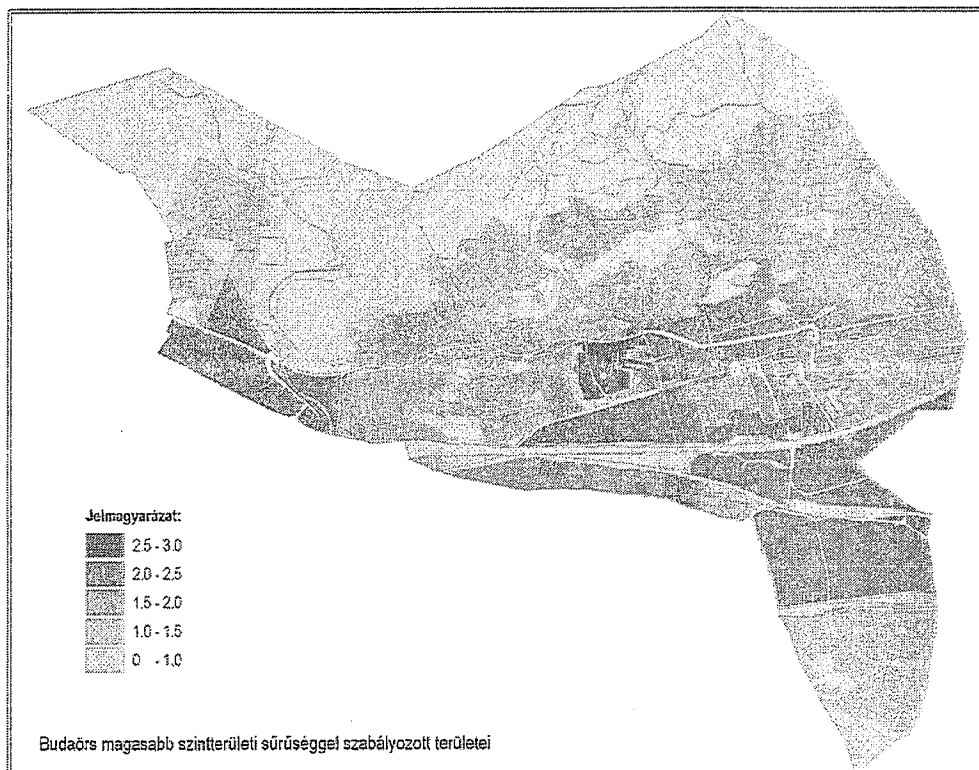 Jelmagyarázat:
2.5 - 3.0
2.0 - 2.5
1.5 - 2.0
1.0 - 1.5
0 - 1.0
Budaörs magasabb szintterületi sűrűséggel szabályozott területei